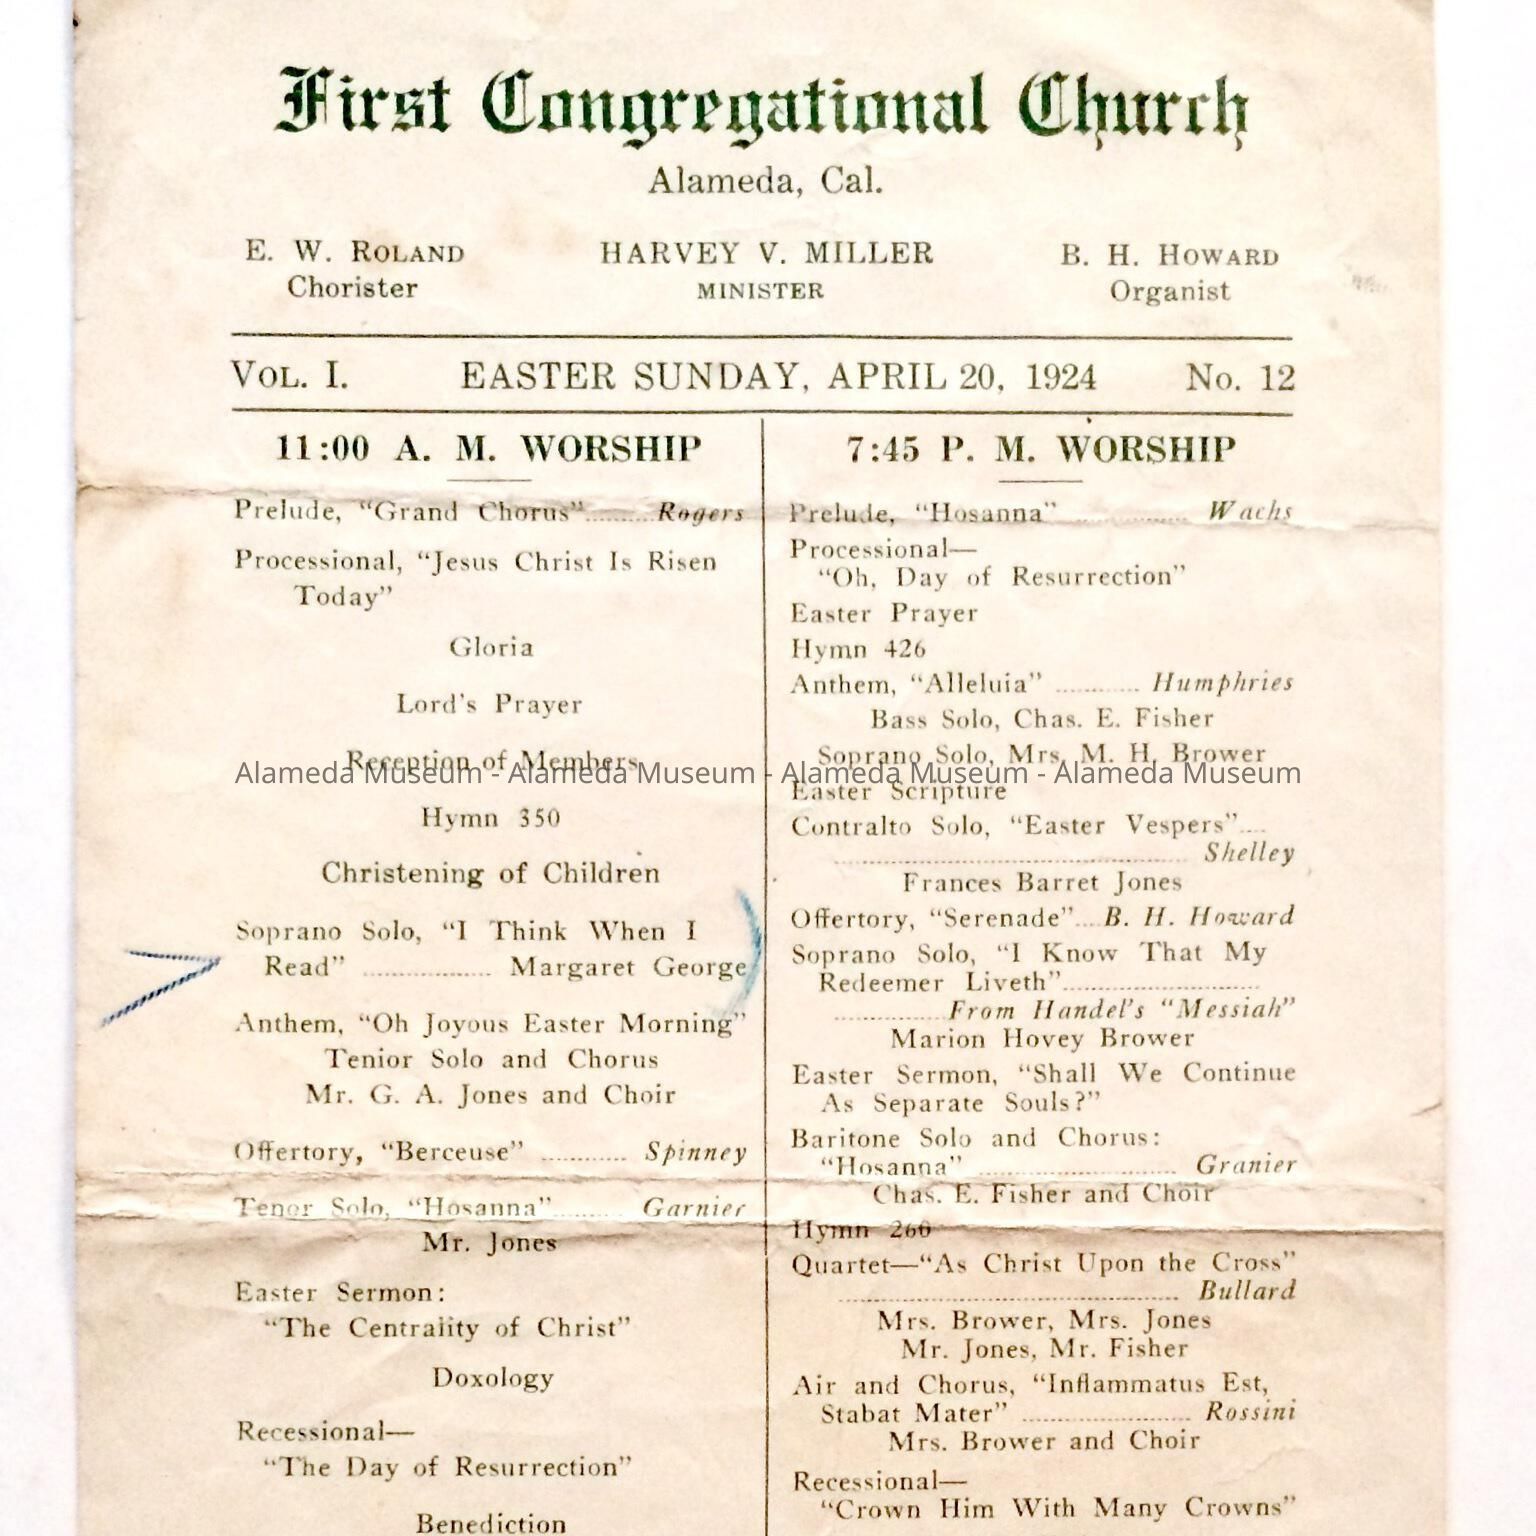 First Congregational Church
Alameda, Cal.
E. W. ROLAND
Chorister
HARVEY V. MILLER
MINISTER
B. H. HOWARD
Organist
VOL. I. EASTER SUNDAY, APRIL 20, 1924 No. 12
11:00 A. M. WORSHIP
Prelude, "Grand Chorus"..........Rogers
Processional, "Jesus Christ Is Risen
Today"
Gloria
Lord's Prayer
Reception of Members
Hymn 350
Christening of Children
Soprano Solo, "I Think When I
Read" .................. Margaret George
Anthem, "Oh Joyous Easter Morning"
Tenior Solo and Chorus
Mr. G. A. Jones and Choir
Offertory, "Berceuse" ............ Spinney
Tenor Solo, "Hosanna".......... Garnier
Mr. Jones
Easter Sermon:
"The Centrality of Christ"
Doxology
Recessional—
"The Day of Resurrection"
Benediction
7:45 P. M. WORSHIP
Prelude, "Hosanna" ................ Wachs
Processional—
"Oh, Day of Resurrection"
Easter Prayer
Hymn 426
Anthem, "Alleluia" ............ Humphries
Bass Solo, Chas. E. Fisher
Soprano Solo, Mrs. M. H. Brower
Easter Scripture
Contralto Solo, "Easter Vespers"....
.................................................. Shelley
Frances Barret Jones
Offertory, "Serenade"....B. H. Howard
Soprano Solo, "I Know That My
Redeemer Liveth"............................
................From Handel's "Messiah"
Marion Hovey Brower
Easter Sermon, "Shall We Continue
As Separate Souls?"
Baritone Solo and Chorus:
"Hosanna" ............................ Granier
Chas. E. Fisher and Choir
Hymn 260
Quartet—"As Christ Upon the Cross"
................................................ Bullard
Mrs. Brower, Mrs. Jones
Mr. Jones, Mr. Fisher
Air and Chorus, "Inflammatus Est,
Stabat Mater" ........................ Rossini
Mrs. Brower and Choir
Recessional—
"Crown Him With Many Crowns"
Alameda Museum - Alameda Museum - Alameda Museum - Alameda Museum